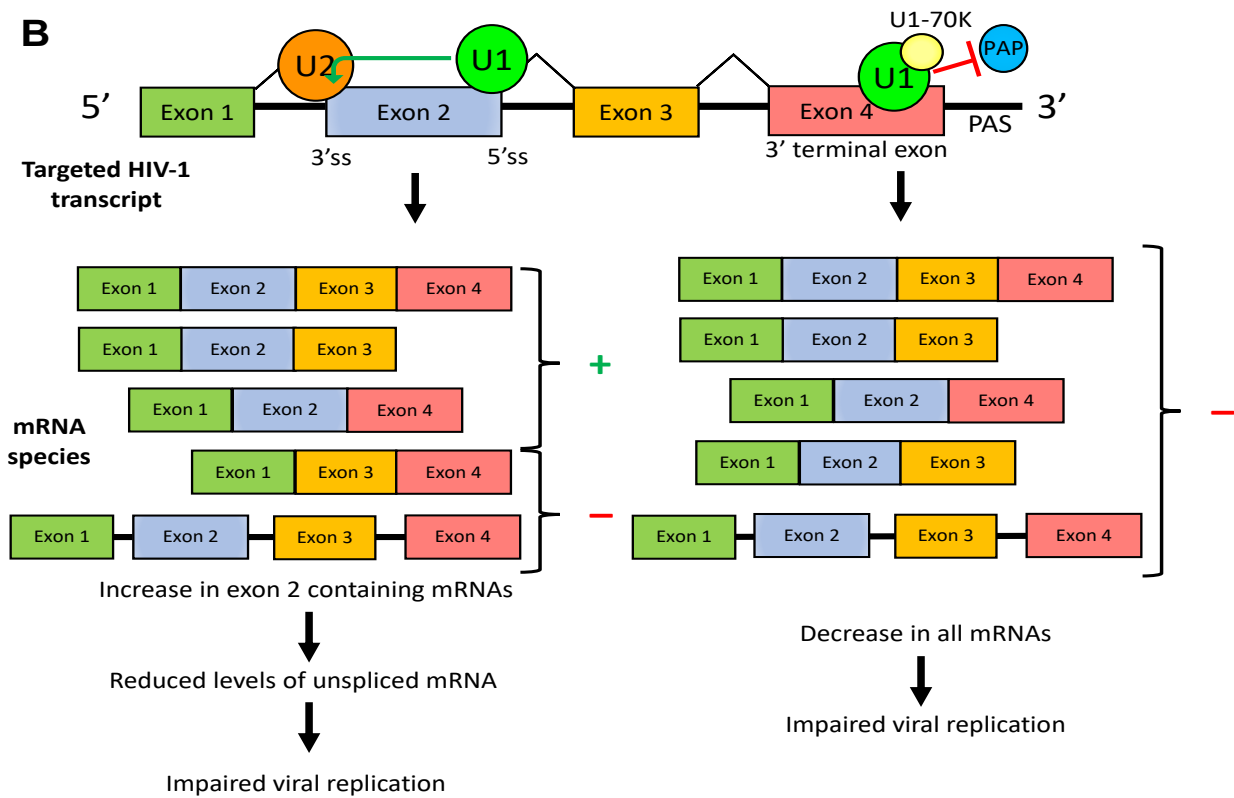 B
U1-70K
U2
U1
U1
PAP
5’
Exon 1
Exon 2
Exon 3
Exon 4
3’
PAS
3’ss
5’ss
3’ terminal exon
Targeted HIV-1
transcript
Exon 1 Exon 2 Exon 3 Exon 4
Exon 1 Exon 2 Exon 3
Exon 1 Exon 2 Exon 4
Exon 1 Exon 3 Exon 4
Exon 1 Exon 2 Exon 3 Exon 4
+
−
mRNA
species
Increase in exon 2 containing mRNAs
Reduced levels of unspliced mRNA
Impaired viral replication
Exon 1 Exon 2 Exon 3 Exon 4
Exon 1 Exon 2 Exon 3
Exon 1 Exon 2 Exon 4
Exon 1 Exon 2 Exon 3
Exon 1 Exon 2 Exon 3 Exon 4
−
Decrease in all mRNAs
Impaired viral replication